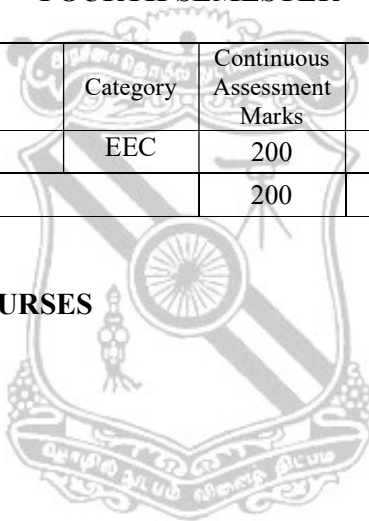 FOURTH SEMESTER
Category
Continuous
Assessment
Marks
EEC
200
200
URSES